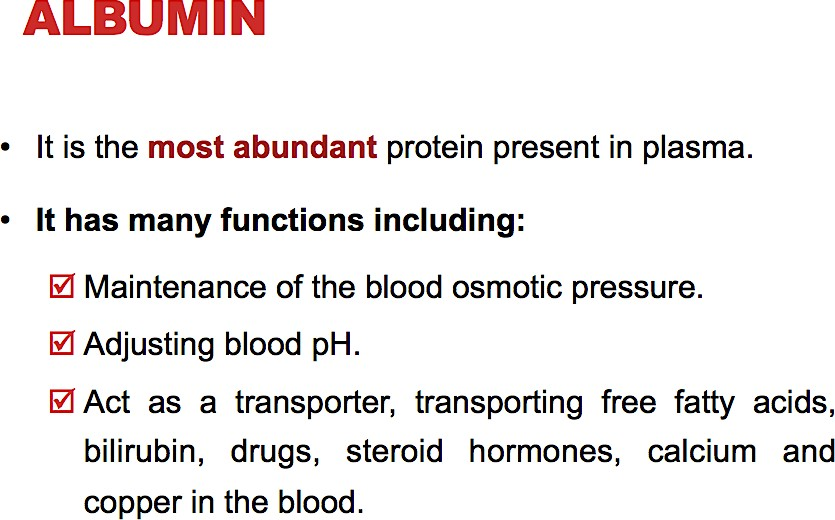 ALBUMIN
• It is the most abundant protein present in plasma.
• It has many functions including:
☑ Maintenance of the blood osmotic pressure.
☑ Adjusting blood pH.
☑ Act as a transporter, transporting free fatty acids,
bilirubin, drugs, steroid hormones, calcium and
copper in the blood.